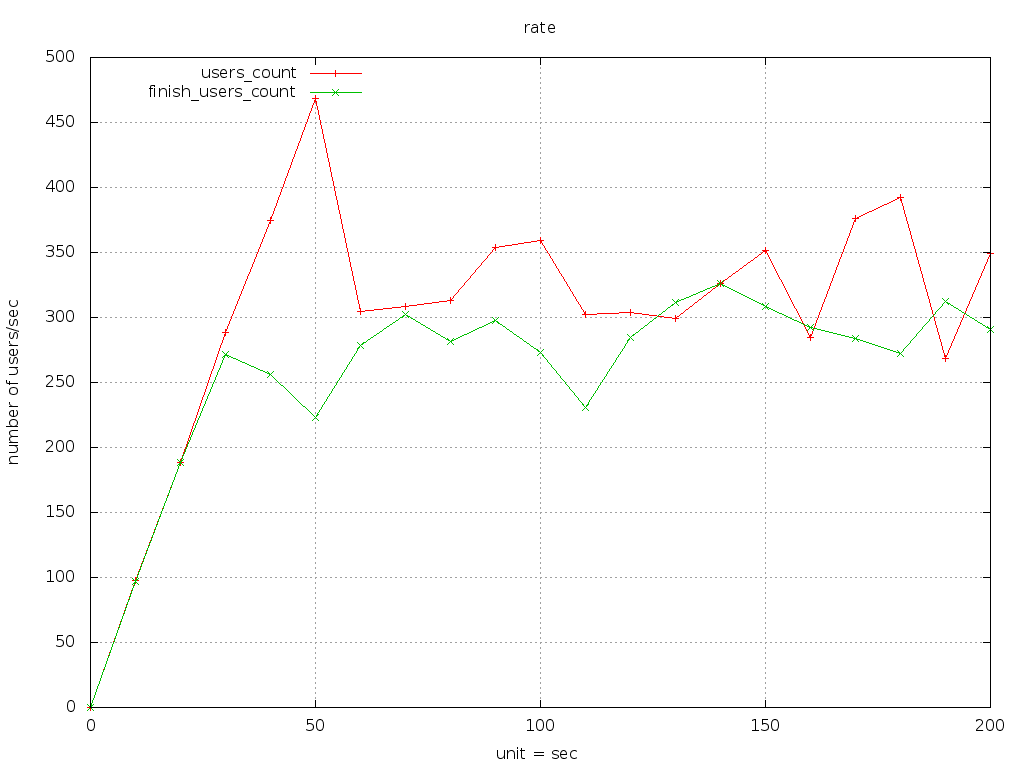 rate
users_count
finish_users_count
number of users/sec
500
450
400
350
300
250
200
150
100
50
0
0 50 100 150 200
unit = sec